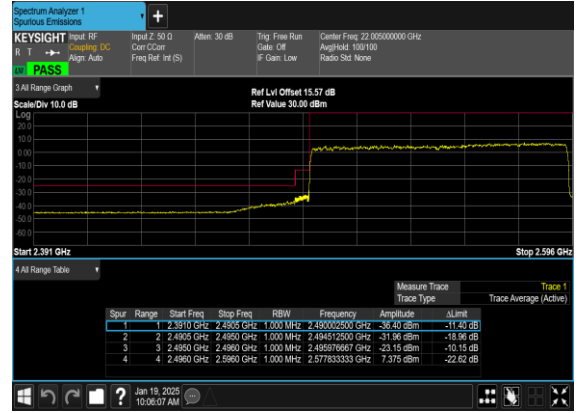 Spectrum Analyzer 1
Spurious Emissions
KEYSIGHT Input: RF Input Z: 50 Ω Atten: 30 dB Trig: Free Run Center Freq: 22.005000000 GHz
R T Coupling: DC Corr CCorr Gate: Off Avg|Hold: 100/100
Align: Auto Freq Ref: Int (S) IF Gain: Low Radio Std: None
PASS
3 All Range Graph
Ref Lvl Offset 15.57 dB
Scale/Div 10.0 dB Ref Value 30.00 dBm
Log
20.0
10.0
0.00
-10.0
-20.0
-30.0
-40.0
-50.0
-60.0
Start 2.391 GHz Stop 2.596 GHz
4 All Range Table
Measure Trace Trace 1
Trace Type Trace Average (Active)
Spur Range Start Freq Stop Freq RBW Frequency Amplitude ΔLimit
1 1 2.3910 GHz 2.4905 GHz 1.000 MHz 2.490002500 GHz -36.40 dBm -11.40 dB
2 2 2.4905 GHz 2.4950 GHz 1.000 MHz 2.494512500 GHz -31.96 dBm -18.96 dB
3 3 2.4950 GHz 2.4960 GHz 1.000 MHz 2.495976667 GHz -23.15 dBm -10.15 dB
4 4 2.4960 GHz 2.5960 GHz 1.000 MHz 2.577833333 GHz 7.375 dBm -22.62 dB
? Jan 19, 2025
10:06:07 AM